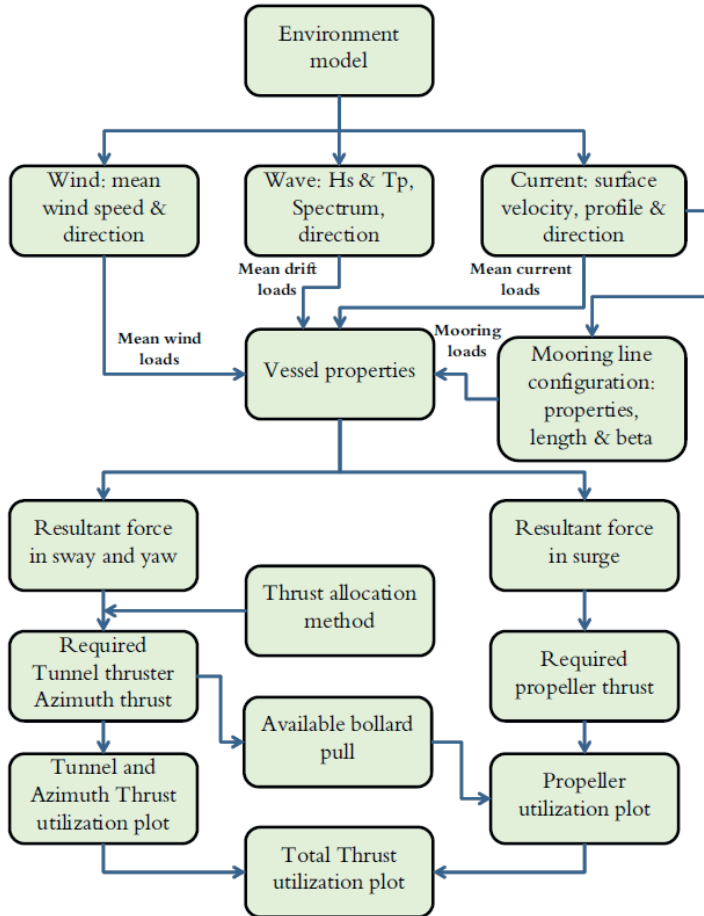 Environment
model
Wind: mean
wind speed &
direction
Wave: Hs & Tp,
Spectrum,
direction
Current: surface
velocity, profile &
direction
Mean drift
loads
Mean current
loads
Mean wind
loads
Vessel properties
Mooring
loads
Mooring line
configuration:
properties,
length & beta
Resultant force
in sway and yaw
Resultant force
in surge
Thrust allocation
method
Required
Tunnel thruster
Azimuth thrust
Required
propeller thrust
Available bollard
pull
Tunnel and
Azimuth Thrust
utilization plot
Propeller
utilization plot
Total Thrust
utilization plot